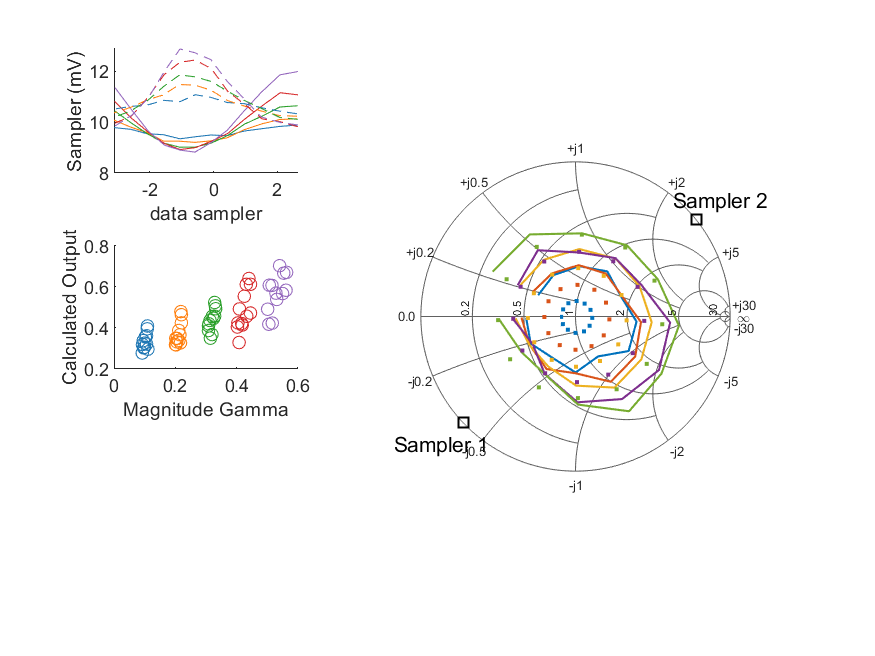 Sampler (mV)
12
10
8
-2
0
2
data sampler
Calculated Output
0.8
0.6
0.4
0.2
0
0.2
0.4
0.6
Magnitude Gamma
+j1
+j0.5
+j2
Sampler 2
+j0.2
+j5
0.0
0.2
0.5
1
2
5
30
+j30
∞
-j30
-j0.2
-j5
Sampler 1
-j0.5
-j2
-j1